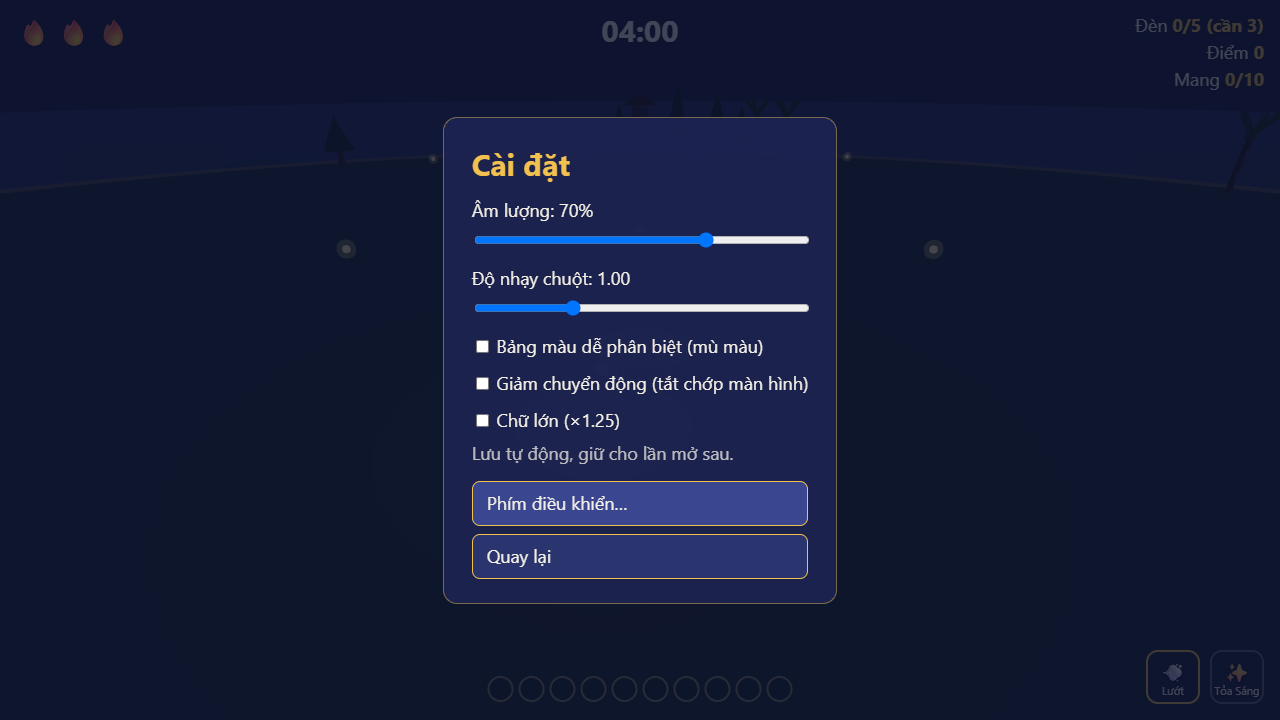 04:00
Đèn 0/5 (cần 3)
Điểm 0
Mang 0/10
Cài đặt
Âm lượng: 70%
Độ nhạy chuột: 1.00
Bảng màu dễ phân biệt (mù màu)
Giảm chuyển động (tắt chớp màn hình)
Chữ lớn (×1.25)
Lưu tự động, giữ cho lần mở sau.
Phím điều khiển...
Quay lại
Lướt
Tỏa Sáng